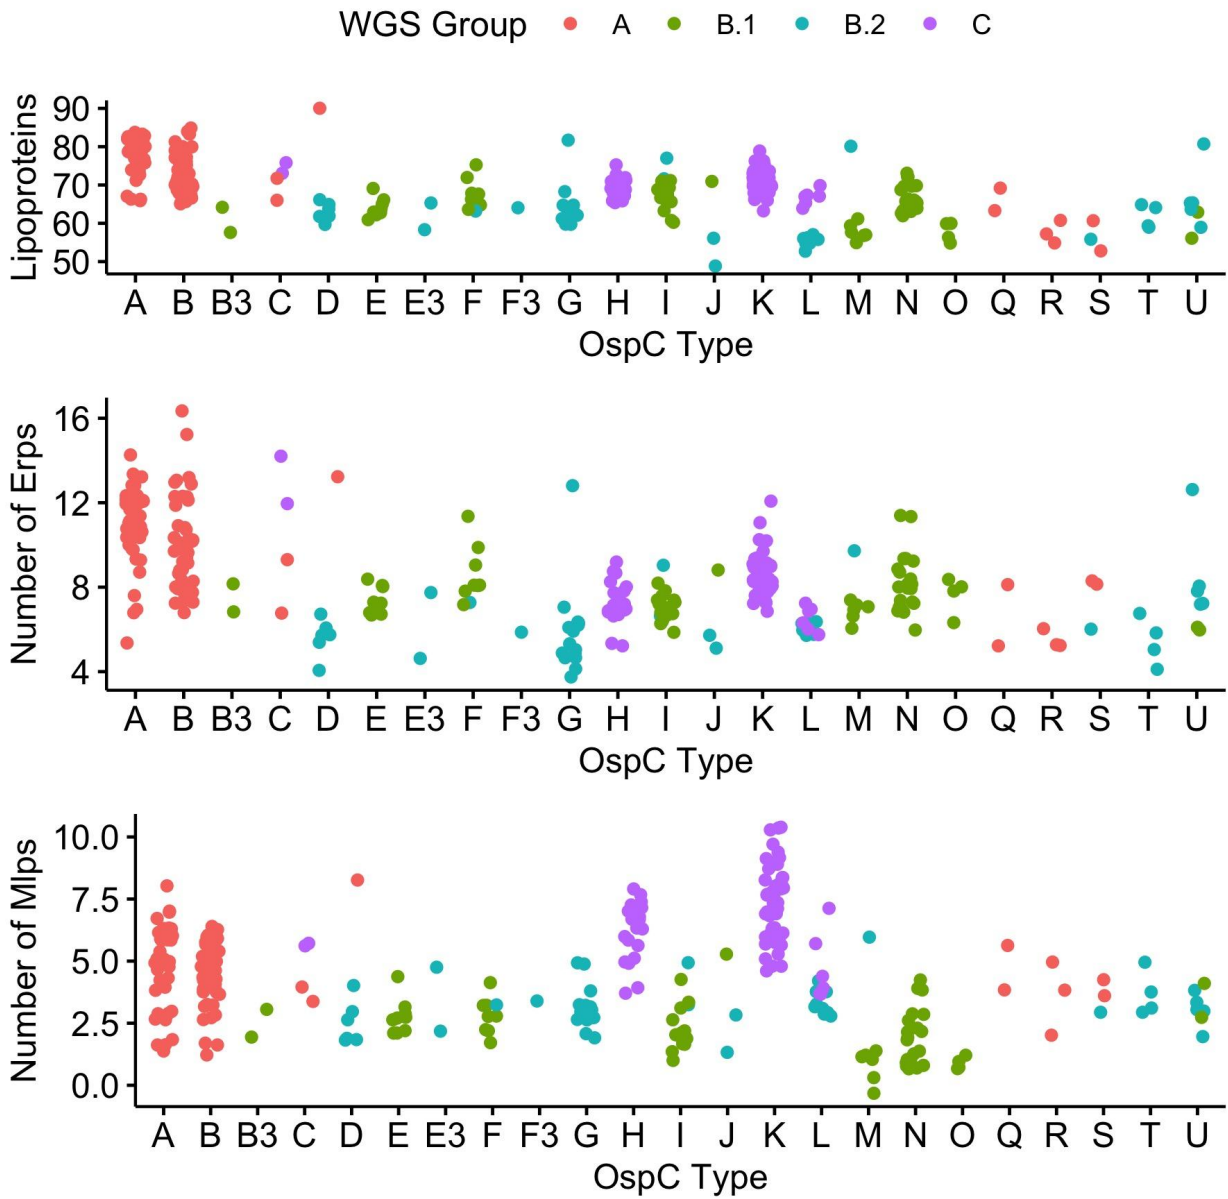 WGS Group A B.1 B.2 C
Lipoproteins
90
80
70
60
50
A B B3 C D E E3 F F3 G H I J K L M N O Q R S T U
OspC Type
Number of Erps
16
12
8
4
A B B3 C D E E3 F F3 G H I J K L M N O Q R S T U
OspC Type
Number of Mlps
10.0
7.5
5.0
2.5
0.0
A B B3 C D E E3 F F3 G H I J K L M N O Q R S T U
OspC Type